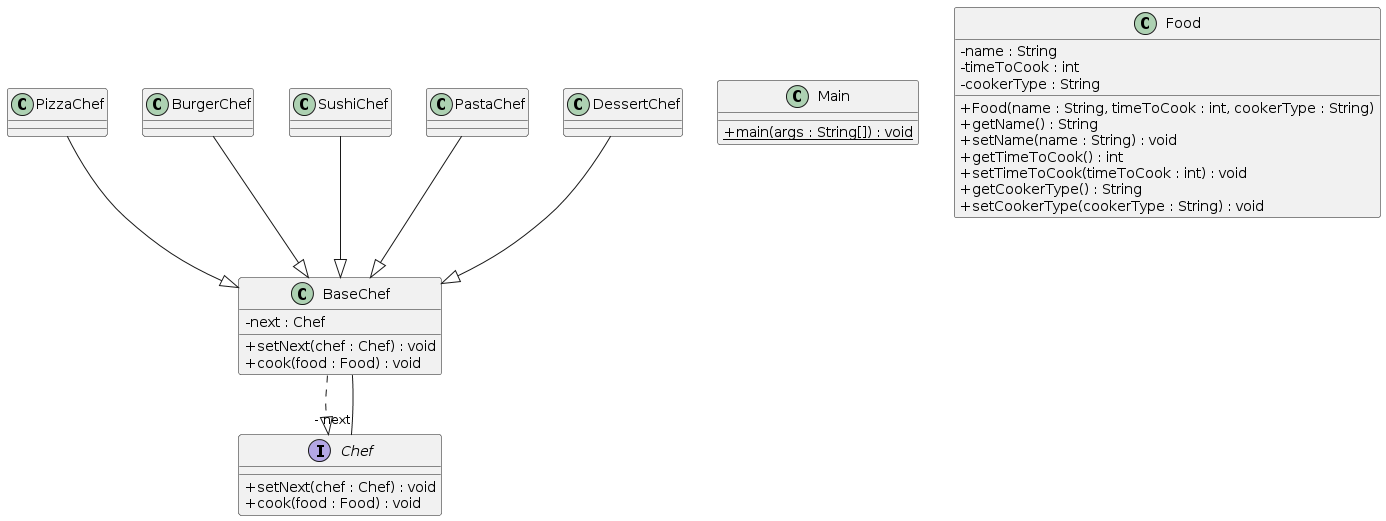 C PizzaChef
C BurgerChef
C SushiChef
C PastaChef
C DessertChef
C Main
+main(args : String[]) : void
C Food
-name : String
-timeToCook : int
-cookerType : String
+Food(name : String, timeToCook : int, cookerType : String)
+getName() : String
+setName(name : String) : void
+getTimeToCook() : int
+setTimeToCook(timeToCook : int) : void
+getCookerType() : String
+setCookerType(cookerType : String) : void
C BaseChef
-next : Chef
+setNext(chef : Chef) : void
+cook(food : Food) : void
-next
I Chef
+setNext(chef : Chef) : void
+cook(food : Food) : void